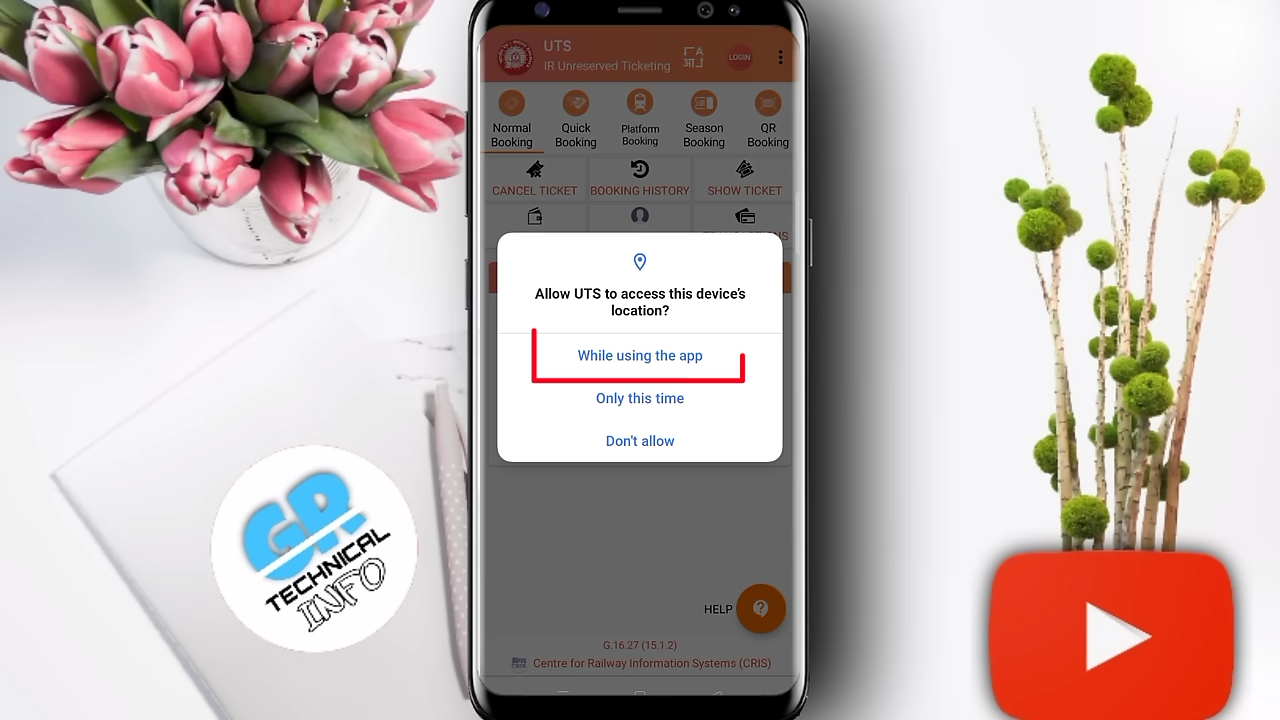 UTS
IR Unreserved Ticketing
A
आ
LOGIN
Normal Booking
Quick Booking
Platform Booking
Season Booking
QR Booking
CANCEL TICKET
BOOKING HISTORY
SHOW TICKET
Allow UTS to access this device's
location?
While using the app
Only this time
Don't allow
HELP
G.16.27 (15.1.2)
Centre for Railway Information Systems (CRIS)
GR
TECHNICAL
INFO